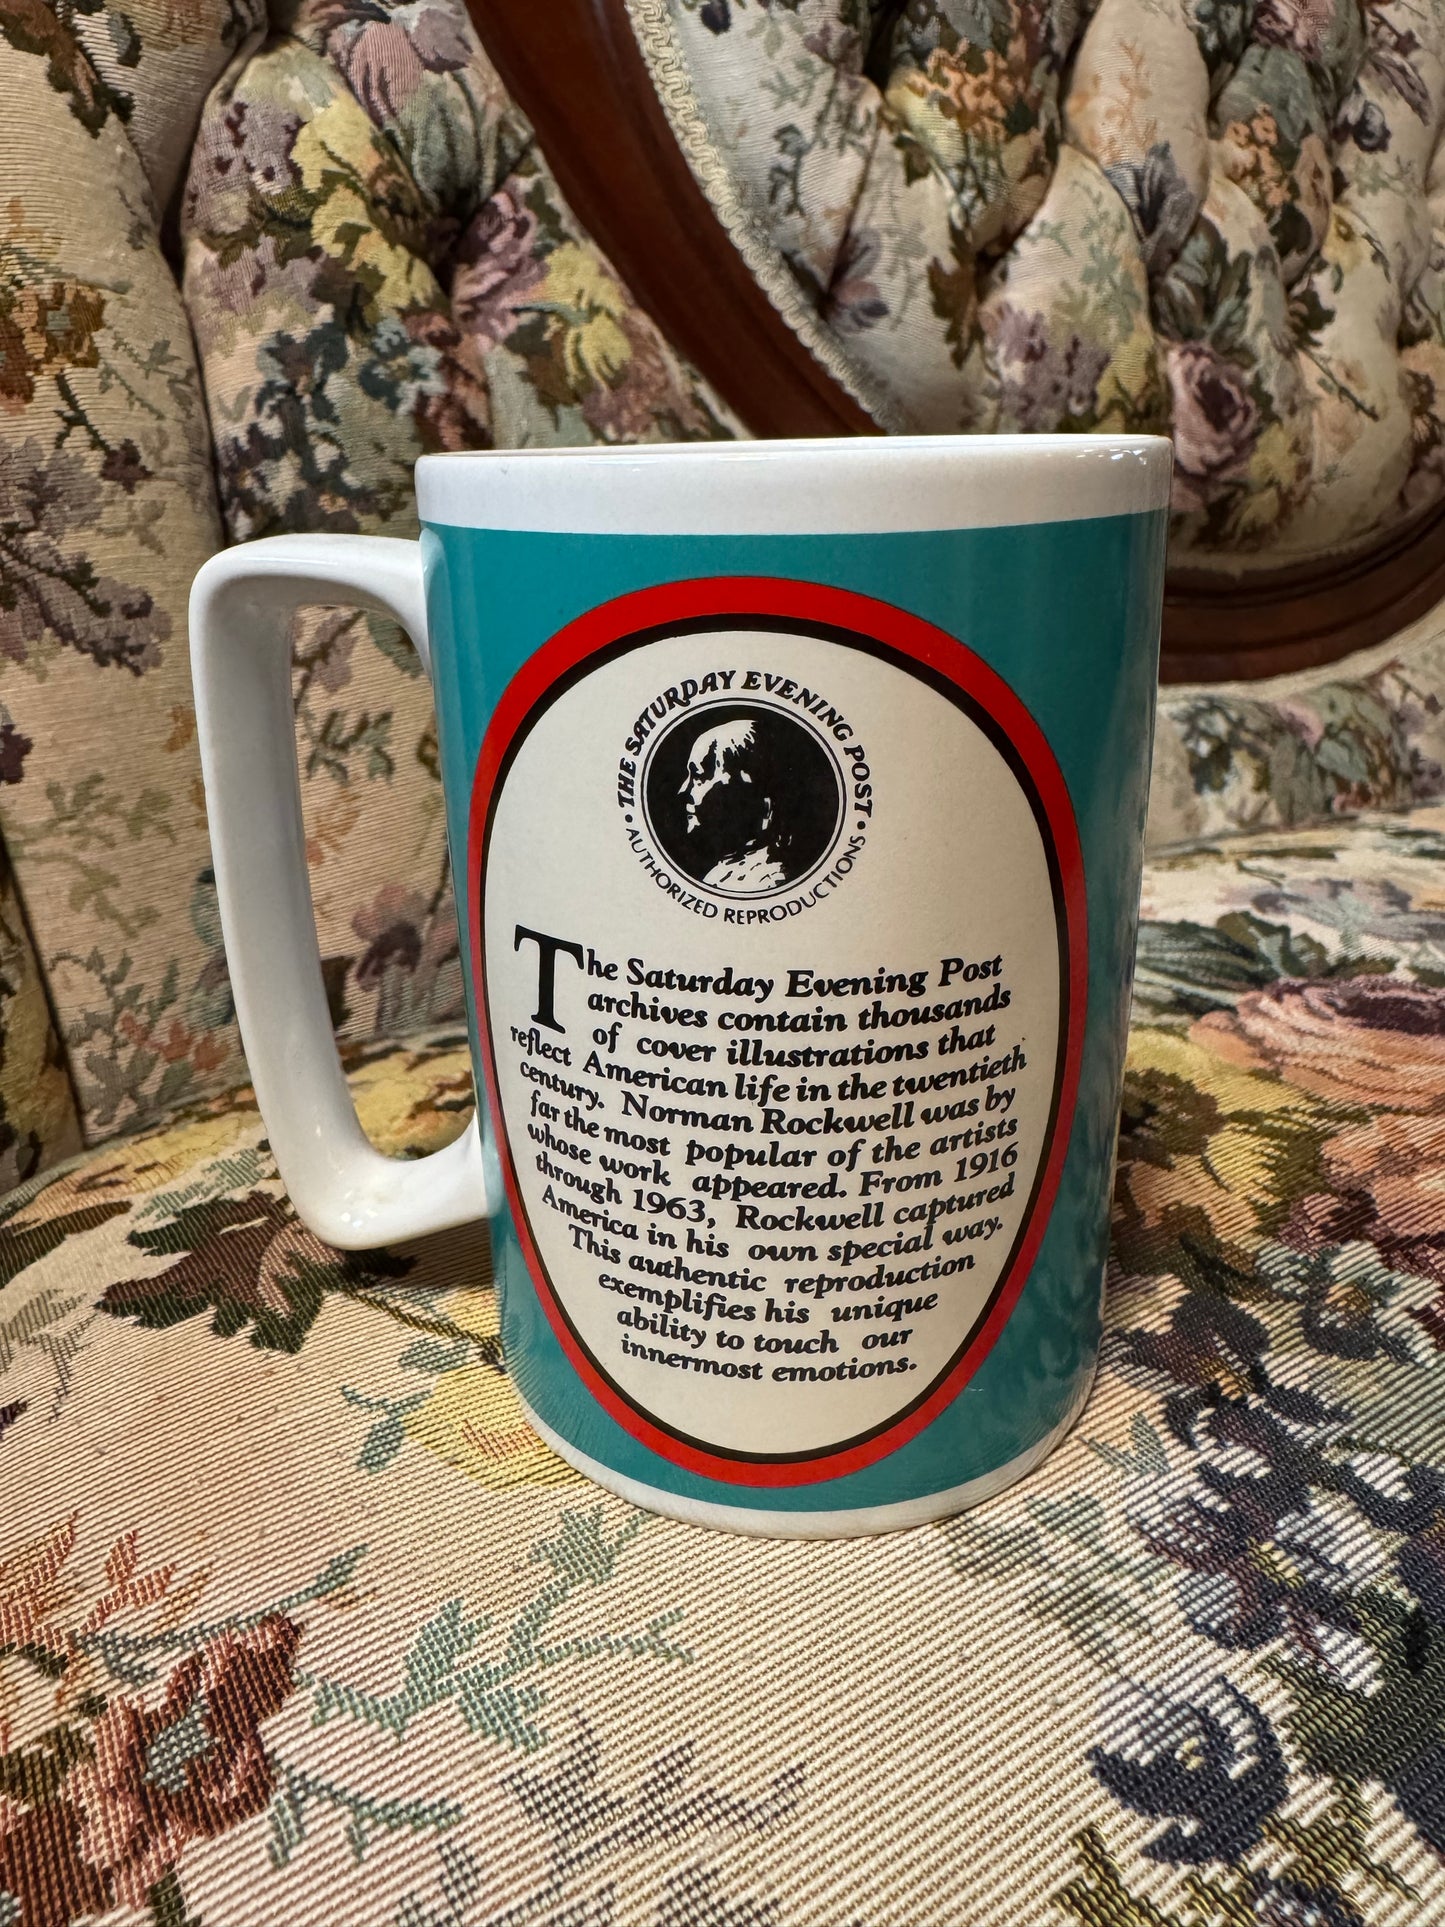 THE SATURDAY EVENING POST
• AUTHORIZED REPRODUCTIONS •
The Saturday Evening Post
archives contain thousands
of cover illustrations that
reflect American life in the twentieth
century. Norman Rockwell was by
far the most popular of the artists
whose work appeared. From 1916
through 1963, Rockwell captured
America in his own special way.
This authentic reproduction
exemplifies his unique
ability to touch our
innermost emotions.